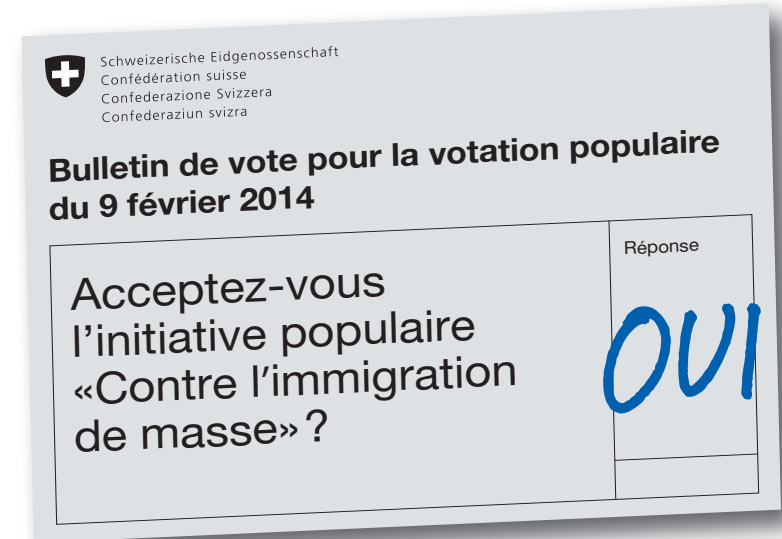 Schweizerische Eidgenossenschaft
Confédération suisse
Confederazione Svizzera
Confederaziun svizra
Bulletin de vote pour la votation populaire
du 9 février 2014
Réponse
Acceptez-vous
l'initiative populaire
«Contre l'immigration
de masse»?
OUI